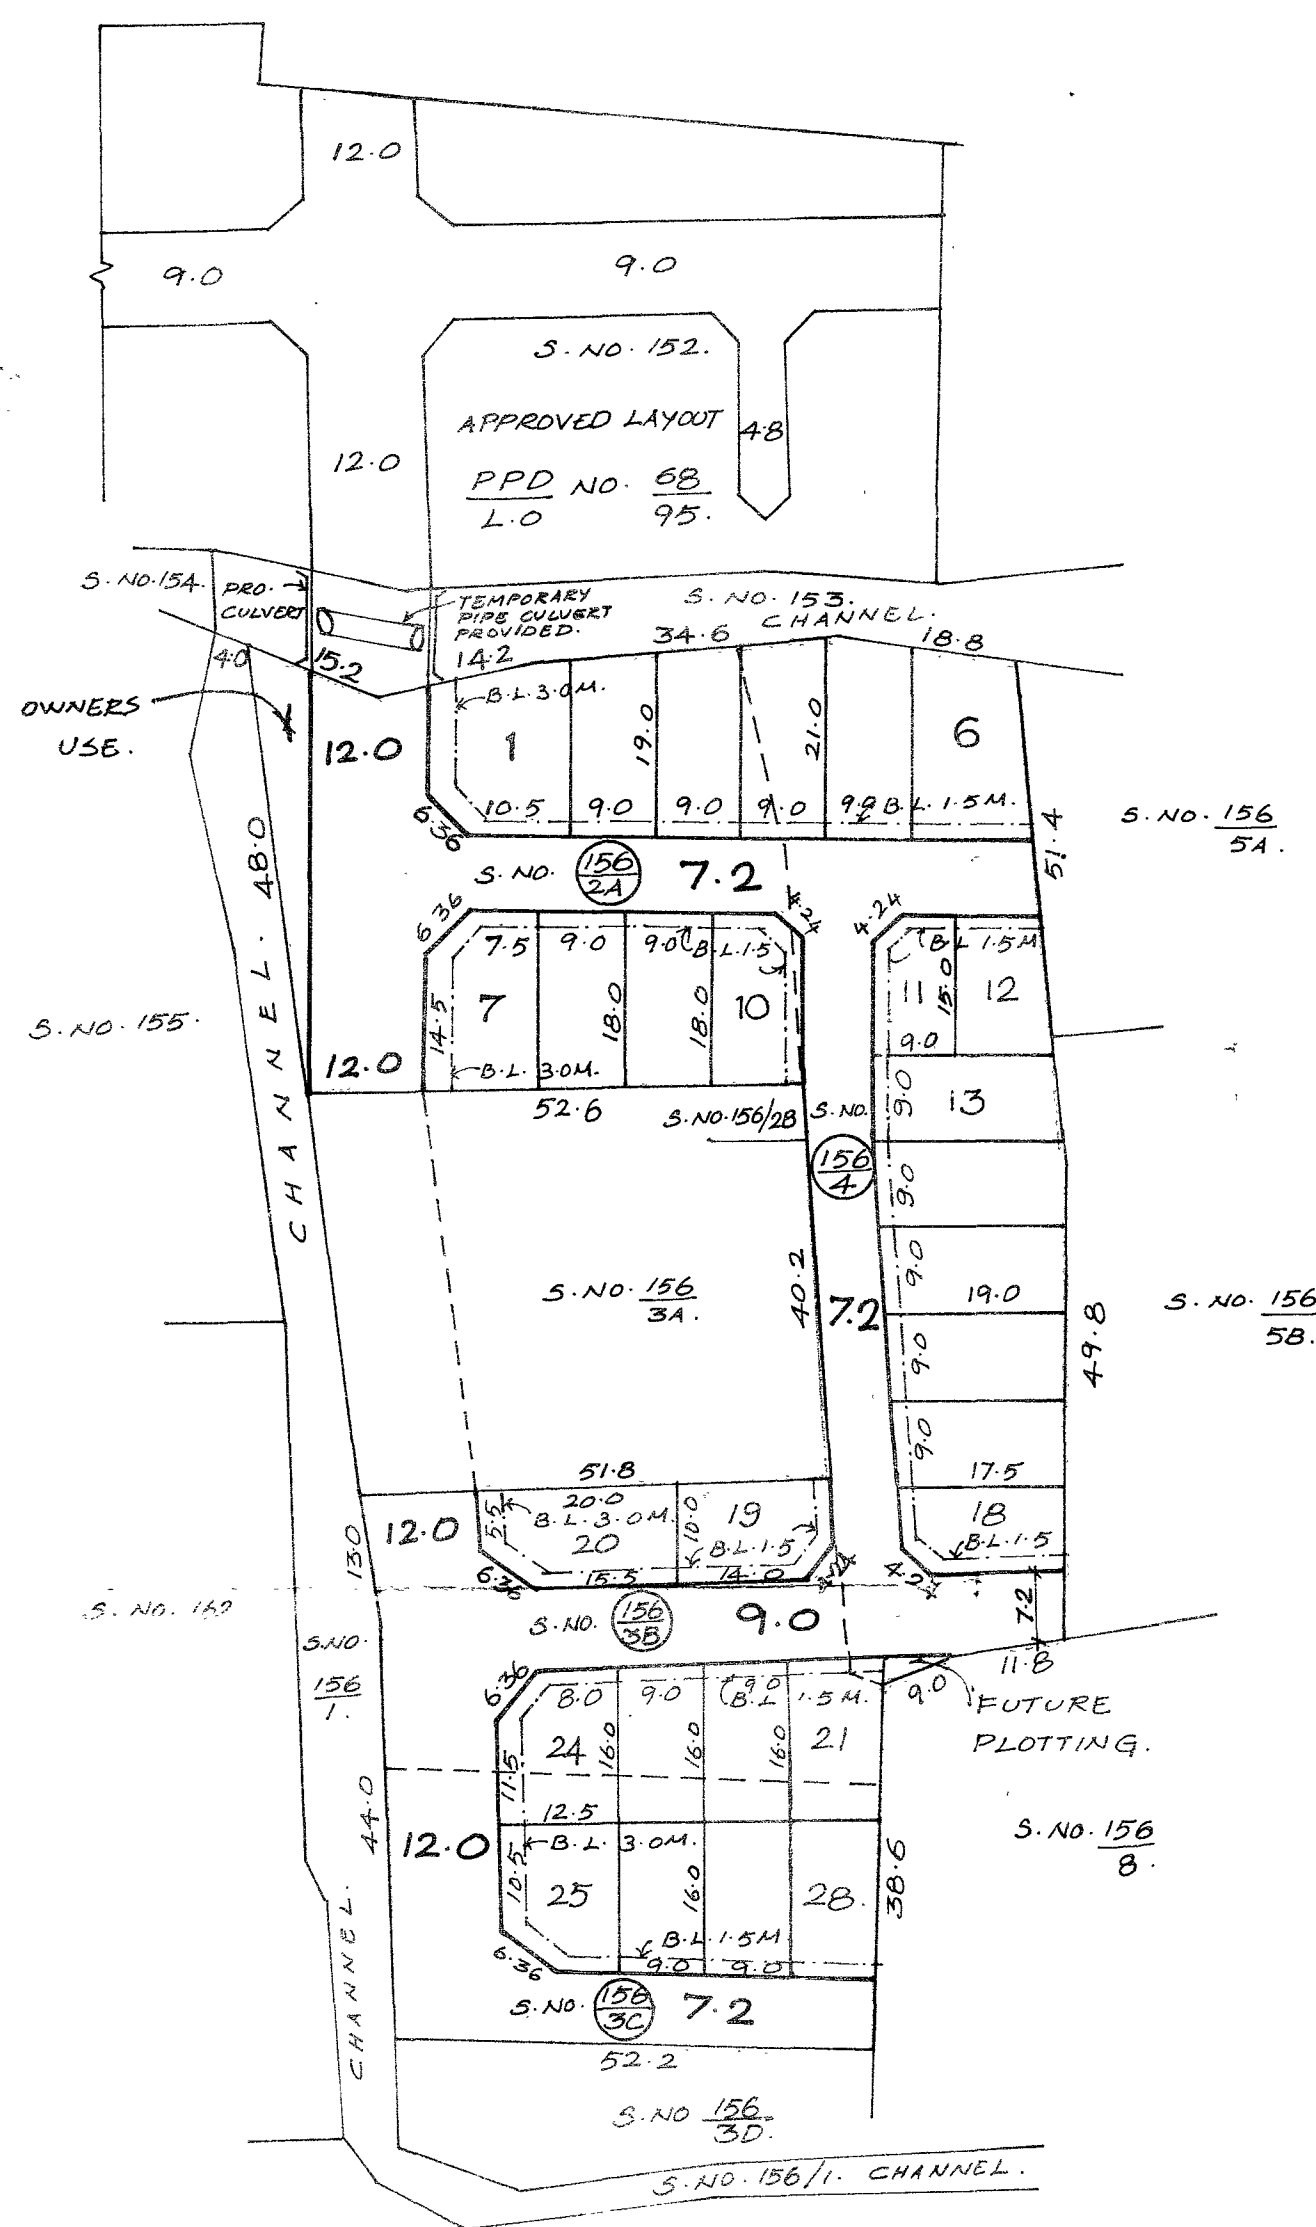 12.0
9.0
9.0
S. NO. 152.
APPROVED LAYOUT
4.8
12.0
PPD NO. 68
L.O 95.
S. NO. 154.
PRO.
CULVERT
TEMPORARY
PIPE CULVERT
PROVIDED.
S. NO. 153.
CHANNEL.
34.6
18.8
4.0
15.2
14.2
B.L. 3.0M.
OWNERS
USE.
12.0
1
19.0
21.0
6
10.5
9.0
9.0
9.0
9.0
B.L. 1.5M.
6.36
51.4
S. NO. 156
5A.
S. NO.
156
2A
7.2
CHANNEL. 48.0
6.36
4.24
4.24
7.5
9.0
9.0
B.L. 1.5
B.L 1.5M
14.5
7
18.0
18.0
10
11
15.0
12
S. NO. 155.
12.0
B.L. 3.0M.
9.0
52.6
S. NO. 156/2B
S. NO.
9.0
13
156
4
9.0
S. NO. 156
3A.
40.2
7.2
9.0
19.0
S. NO. 156
5B.
49.8
9.0
9.0
51.8
17.5
12.0
5.5
20.0
B.L. 3.0M.
20
10.0
19
B.L. 1.5
18
B.L. 1.5
13.0
6.36
15.5
14.0
4.24
4.24
S. NO. 162
S. NO.
156
3B
9.0
7.2
S.NO.
156
1.
11.8
6.36
8.0
9.0
9.0
B.L 1.5M.
9.0
FUTURE
PLOTTING.
24
16.0
16.0
16.0
21
11.5
12.5
44.0
12.0
B.L. 3.0M.
S. NO. 156
8.
10.5
25
16.0
28.
38.6
B.L. 1.5M
6.36
9.0
9.0
S. NO.
156
3C
7.2
CHANNEL.
52.2
S. NO 156
3D.
S. NO. 156/1. CHANNEL.